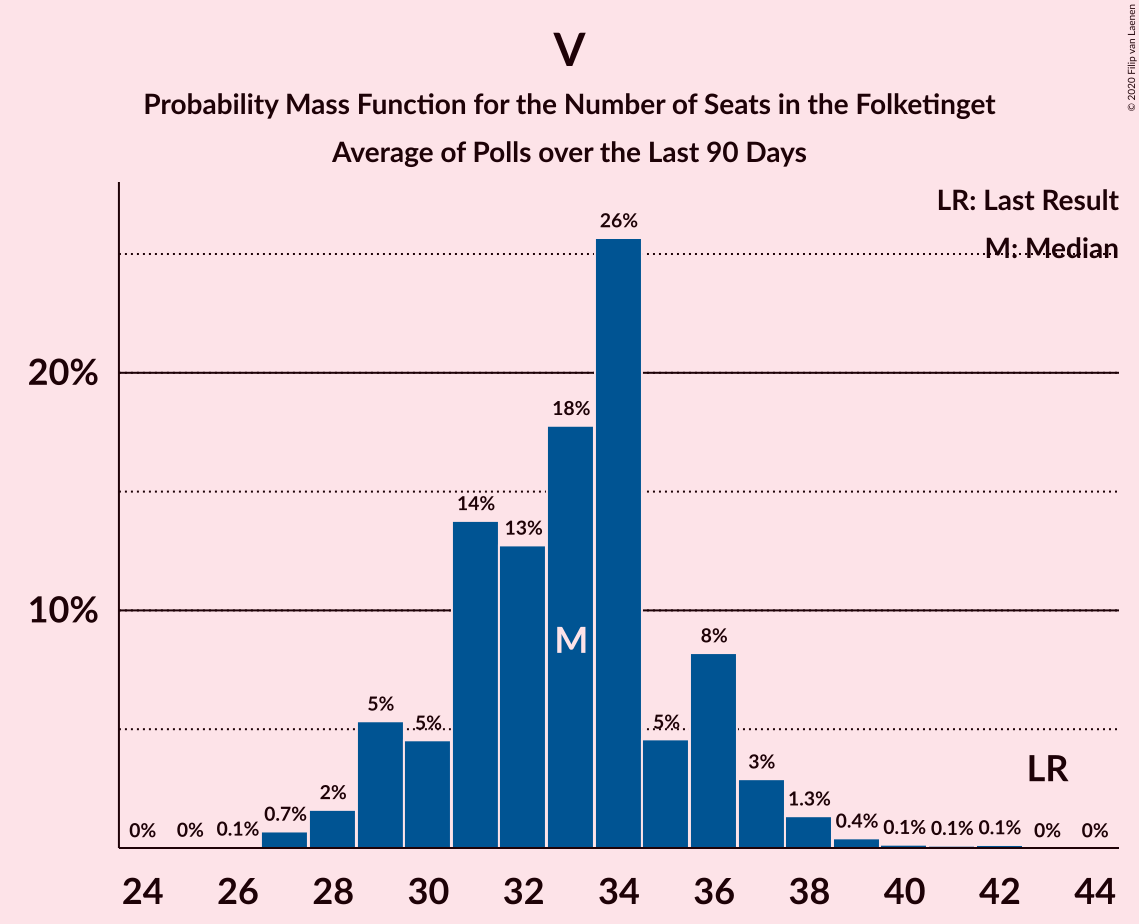 V
Probability Mass Function for the Number of Seats in the Folketinget
Average of Polls over the Last 90 Days
© 2020 Filip van Laenen
LR: Last Result
M: Median
20%
10%
0%
0%
0.1%
0.7%
2%
5%
5%
14%
13%
18%
26%
5%
8%
3%
1.3%
0.4%
0.1%
0.1%
0.1%
0%
0%
M
LR
24 26 28 30 32 34 36 38 40 42 44